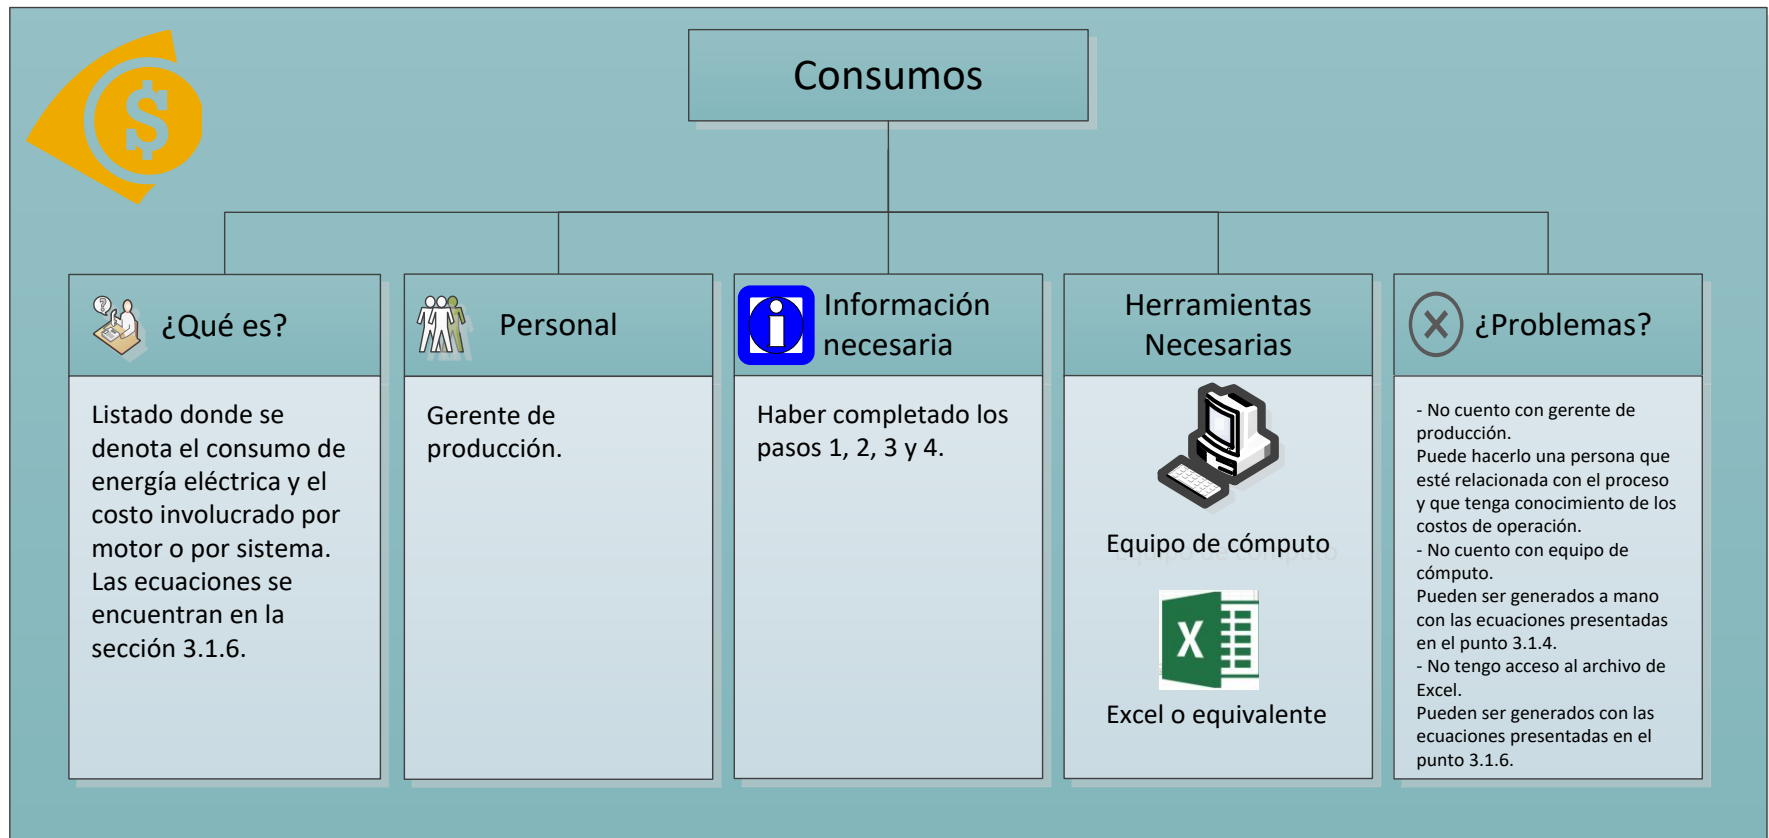 $
Consumos
?
¿Qué es?
Listado donde se
denota el consumo de
energía eléctrica y el
costo involucrado por
motor o por sistema.
Las ecuaciones se
encuentran en la
sección 3.1.6.
Personal
Gerente de
producción.
i
Información
necesaria
Haber completado los
pasos 1, 2, 3 y 4.
Herramientas
Necesarias
Equipo de cómputo
X
Excel o equivalente
¿Problemas?
- No cuento con gerente de
producción.
Puede hacerlo una persona que
esté relacionada con el proceso
y que tenga conocimiento de los
costos de operación.
- No cuento con equipo de
cómputo.
Pueden ser generados a mano
con las ecuaciones presentadas
en el punto 3.1.4.
- No tengo acceso al archivo de
Excel.
Pueden ser generados con las
ecuaciones presentadas en el
punto 3.1.6.